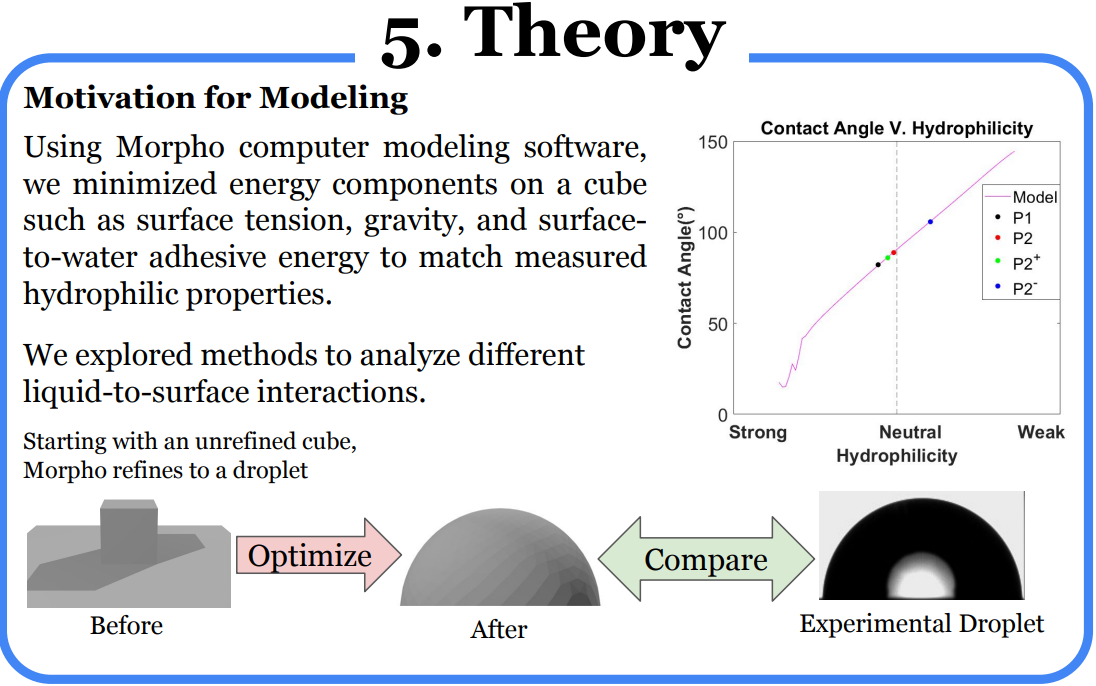 5. Theory
Motivation for Modeling
Using Morpho computer modeling software,
we minimized energy components on a cube
such as surface tension, gravity, and surface-
to-water adhesive energy to match measured
hydrophilic properties.
We explored methods to analyze different
liquid-to-surface interactions.
Starting with an unrefined cube,
Morpho refines to a droplet
Contact Angle V. Hydrophilicity
150
100
50
0
Contact Angle(°)
Model
P1
P2
P2+
P2-
Strong Neutral Weak
Hydrophilicity
Optimize
Compare
Before
After
Experimental Droplet